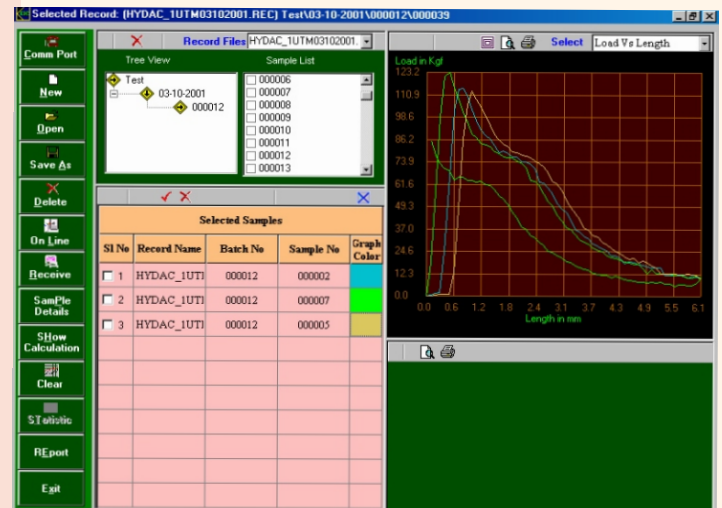 Selected Record: (HYDAC_1UTM03102001.REC) Test\03-10-2001\000012\000039
Comm Port
New
Open
Save As
Delete
On Line
Receive
SamPle
Details
SHow
Calculation
Clear
STatistic
REport
Exit
Record Files HYDAC_1UTM03102001.
Tree View
Sample List
Test
03-10-2001
000012
000006
000007
000008
000009
000010
000011
000012
000013
Selected Samples
Sl No Record Name Batch No Sample No Graph Color
1 HYDAC_1UTI 000012 000002
2 HYDAC_1UTI 000012 000007
3 HYDAC_1UTI 000012 000005
Select Load Vs Length
Load in Kgf
123.2
110.9
98.6
86.2
73.9
61.6
49.3
37.0
24.6
12.3
0.0
0.0 0.6 1.2 1.8 2.4 3.1 3.7 4.3 4.9 5.5 6.1
Length in mm